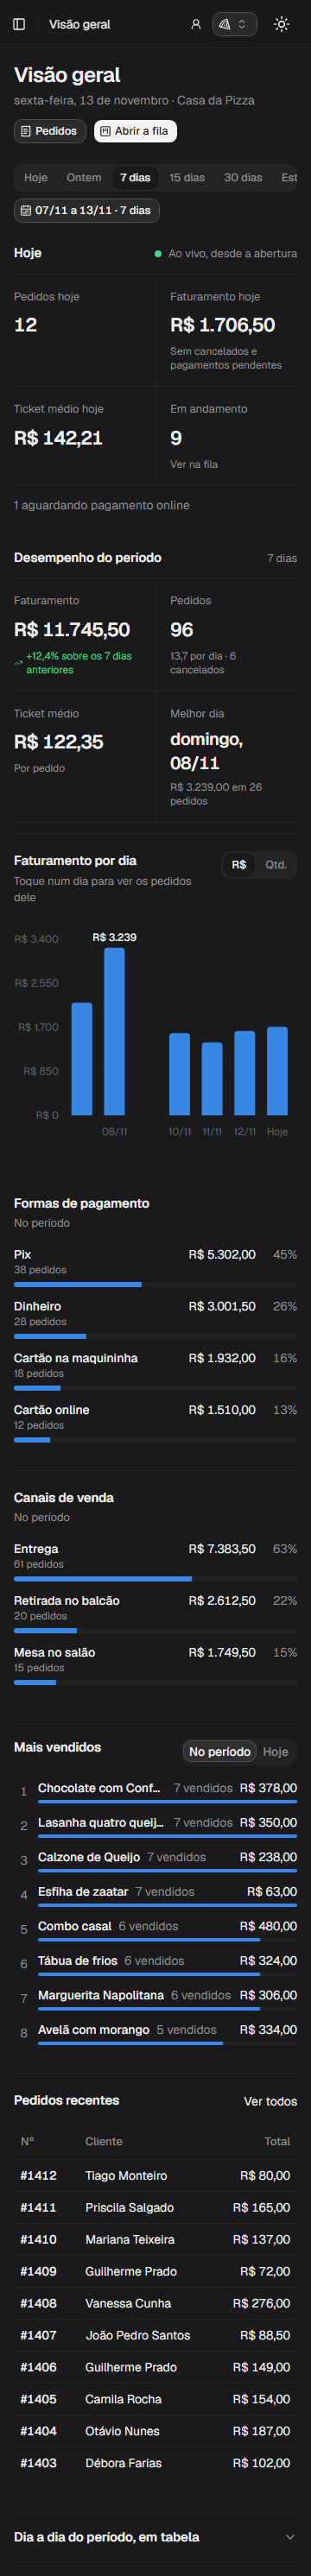 Visão geral
Visão geral
sexta-feira, 13 de novembro · Casa da Pizza
Pedidos
Abrir a fila
Hoje Ontem 7 dias 15 dias 30 dias Est
07/11 a 13/11 · 7 dias
Hoje
Ao vivo, desde a abertura
Pedidos hoje
12
Faturamento hoje
R$ 1.706,50
Sem cancelados e
pagamentos pendentes
Ticket médio hoje
R$ 142,21
Em andamento
9
Ver na fila
1 aguardando pagamento online
Desempenho do período
7 dias
Faturamento
R$ 11.745,50
+12,4% sobre os 7 dias
anteriores
Pedidos
96
13,7 por dia · 6
cancelados
Ticket médio
R$ 122,35
Por pedido
Melhor dia
domingo,
08/11
R$ 3.239,00 em 26
pedidos
Faturamento por dia
Toque num dia para ver os pedidos
dele
R$ Qtd.
R$ 3.400
R$ 3.239
R$ 2.550
R$ 1.700
R$ 850
R$ 0
08/11 10/11 11/11 12/11 Hoje
Formas de pagamento
No período
Pix R$ 5.302,00 45%
38 pedidos
Dinheiro R$ 3.001,50 26%
28 pedidos
Cartão na maquininha R$ 1.932,00 16%
18 pedidos
Cartão online R$ 1.510,00 13%
12 pedidos
Canais de venda
No período
Entrega R$ 7.383,50 63%
61 pedidos
Retirada no balcão R$ 2.612,50 22%
20 pedidos
Mesa no salão R$ 1.749,50 15%
15 pedidos
Mais vendidos
No período Hoje
1 Chocolate com Conf... 7 vendidos R$ 378,00
2 Lasanha quatro queij... 7 vendidos R$ 350,00
3 Calzone de Queijo 7 vendidos R$ 238,00
4 Esfiha de zaatar 7 vendidos R$ 63,00
5 Combo casal 6 vendidos R$ 480,00
6 Tábua de frios 6 vendidos R$ 324,00
7 Marguerita Napolitana 6 vendidos R$ 306,00
8 Avelã com morango 5 vendidos R$ 334,00
Pedidos recentes
Ver todos
Nº Cliente Total
#1412 Tiago Monteiro R$ 80,00
#1411 Priscila Salgado R$ 165,00
#1410 Mariana Teixeira R$ 137,00
#1409 Guilherme Prado R$ 72,00
#1408 Vanessa Cunha R$ 276,00
#1407 João Pedro Santos R$ 88,50
#1406 Guilherme Prado R$ 149,00
#1405 Camila Rocha R$ 154,00
#1404 Otávio Nunes R$ 187,00
#1403 Débora Farias R$ 102,00
Dia a dia do período, em tabela